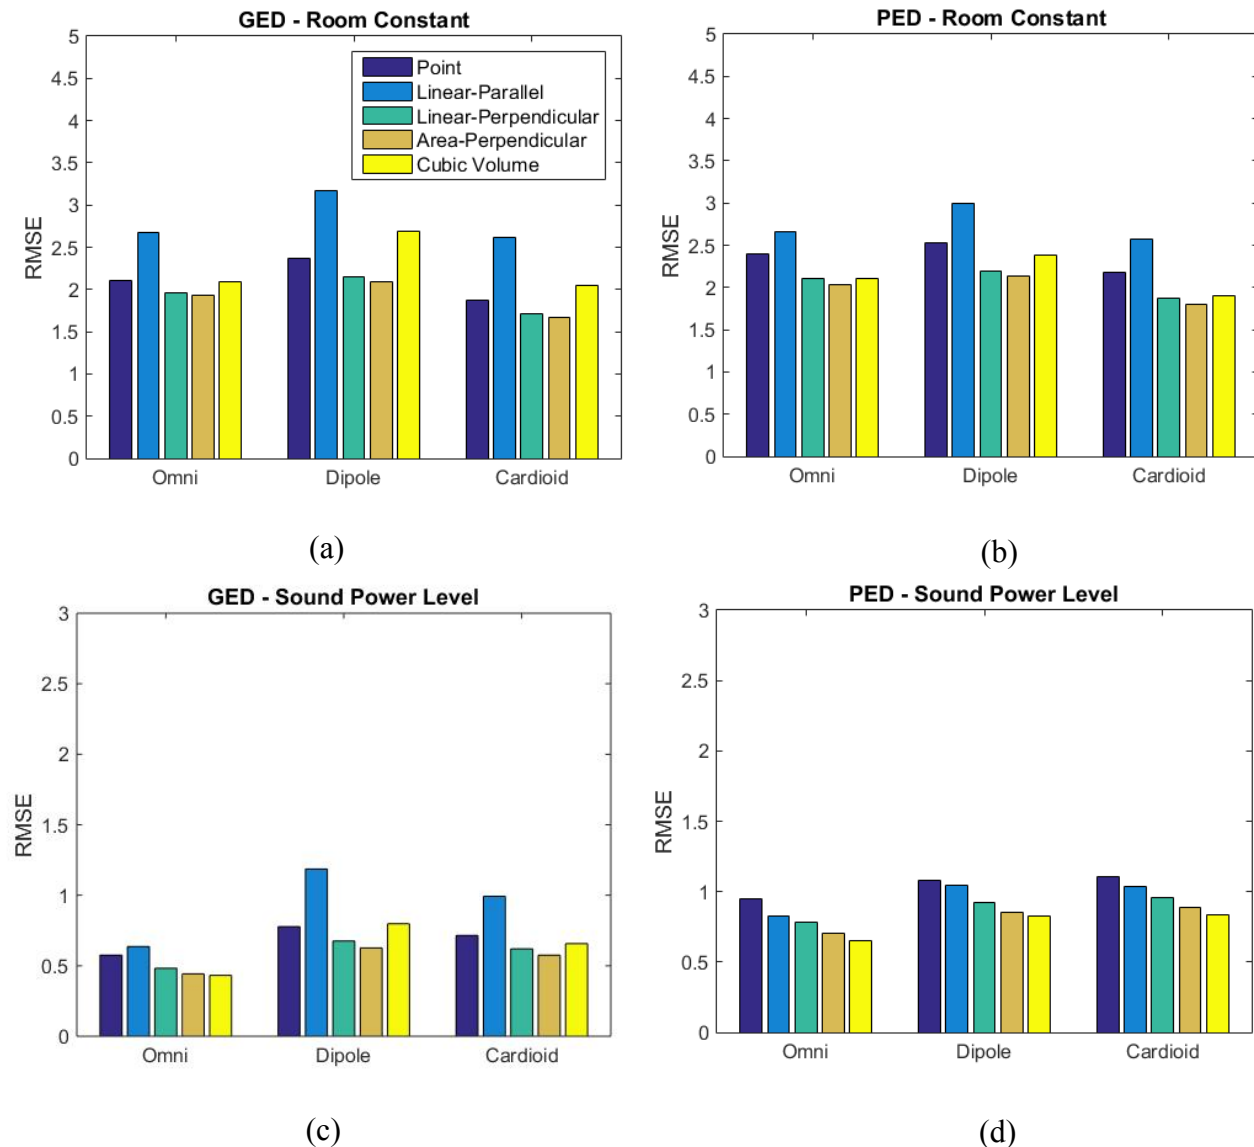 GED - Room Constant
5
4.5
4
3.5
3
2.5
2
1.5
1
0.5
0
RMSE
Point
Linear-Parallel
Linear-Perpendicular
Area-Perpendicular
Cubic Volume
Omni Dipole Cardioid
(a)
PED - Room Constant
5
4.5
4
3.5
3
2.5
2
1.5
1
0.5
0
RMSE
Omni Dipole Cardioid
(b)
GED - Sound Power Level
3
2.5
2
1.5
1
0.5
0
RMSE
Omni Dipole Cardioid
(c)
PED - Sound Power Level
3
2.5
2
1.5
1
0.5
0
RMSE
Omni Dipole Cardioid
(d)